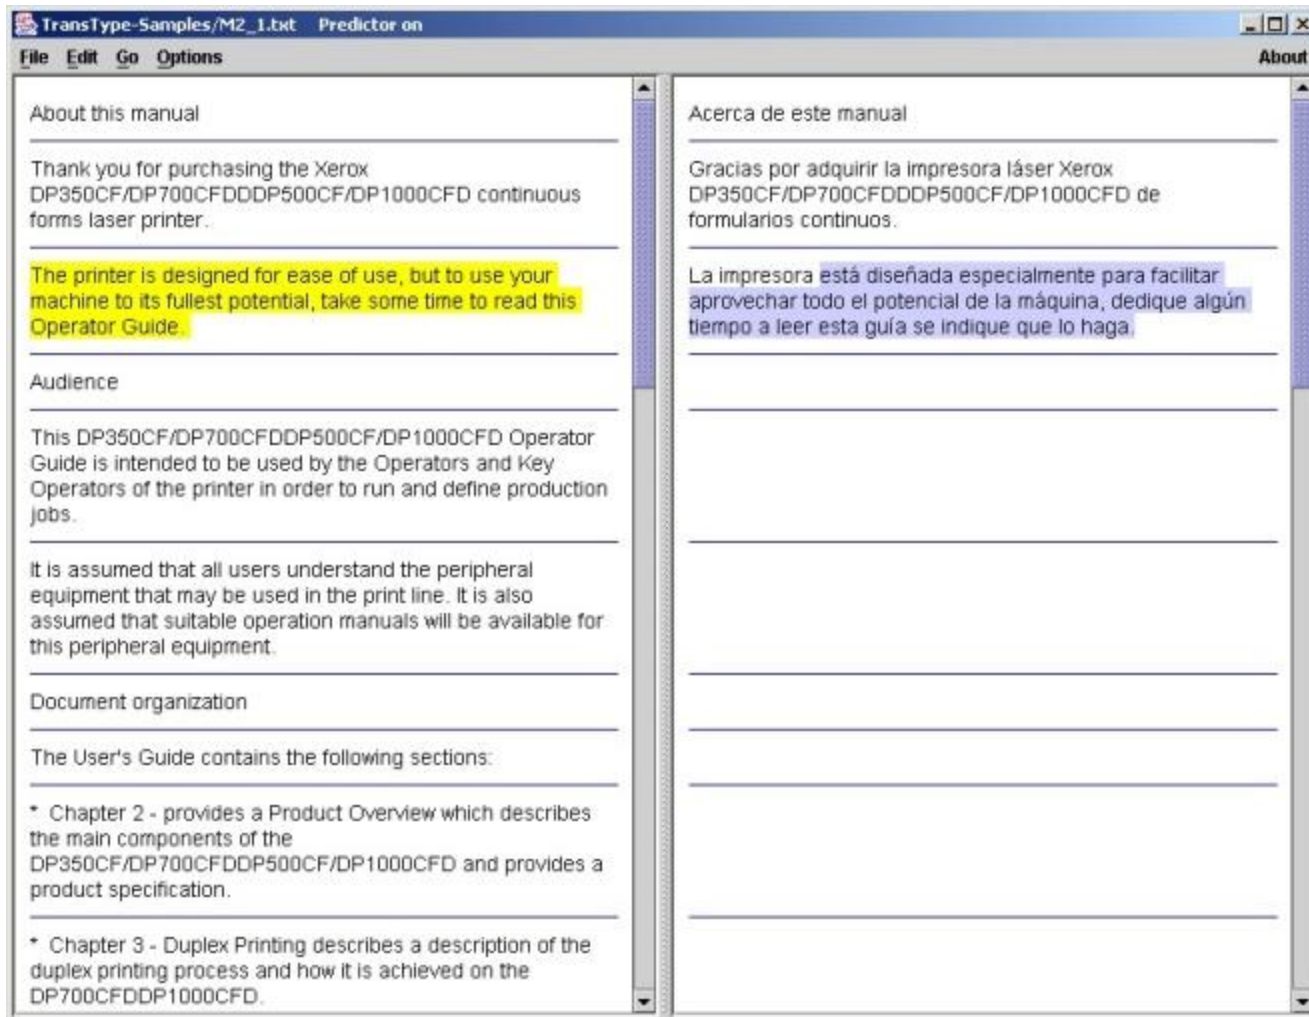 TransType-Samples/M2_1.txt Predictor on
File Edit Go Options About
About this manual
Thank you for purchasing the Xerox
DP350CF/DP700CFDDDP500CF/DP1000CFD continuous
forms laser printer.
The printer is designed for ease of use, but to use your
machine to its fullest potential, take some time to read this
Operator Guide.
Audience
This DP350CF/DP700CFDDP500CF/DP1000CFD Operator
Guide is intended to be used by the Operators and Key
Operators of the printer in order to run and define production
jobs.
It is assumed that all users understand the peripheral
equipment that may be used in the print line. It is also
assumed that suitable operation manuals will be available for
this peripheral equipment.
Document organization
The User's Guide contains the following sections:
* Chapter 2 - provides a Product Overview which describes
the main components of the
DP350CF/DP700CFDDP500CF/DP1000CFD and provides a
product specification.
* Chapter 3 - Duplex Printing describes a description of the
duplex printing process and how it is achieved on the
DP700CFDDP1000CFD.
Acerca de este manual
Gracias por adquirir la impresora láser Xerox
DP350CF/DP700CFDDDP500CF/DP1000CFD de
formularios continuos.
La impresora está diseñada especialmente para facilitar
aprovechar todo el potencial de la máquina, dedique algún
tiempo a leer esta guía se indique que lo haga.